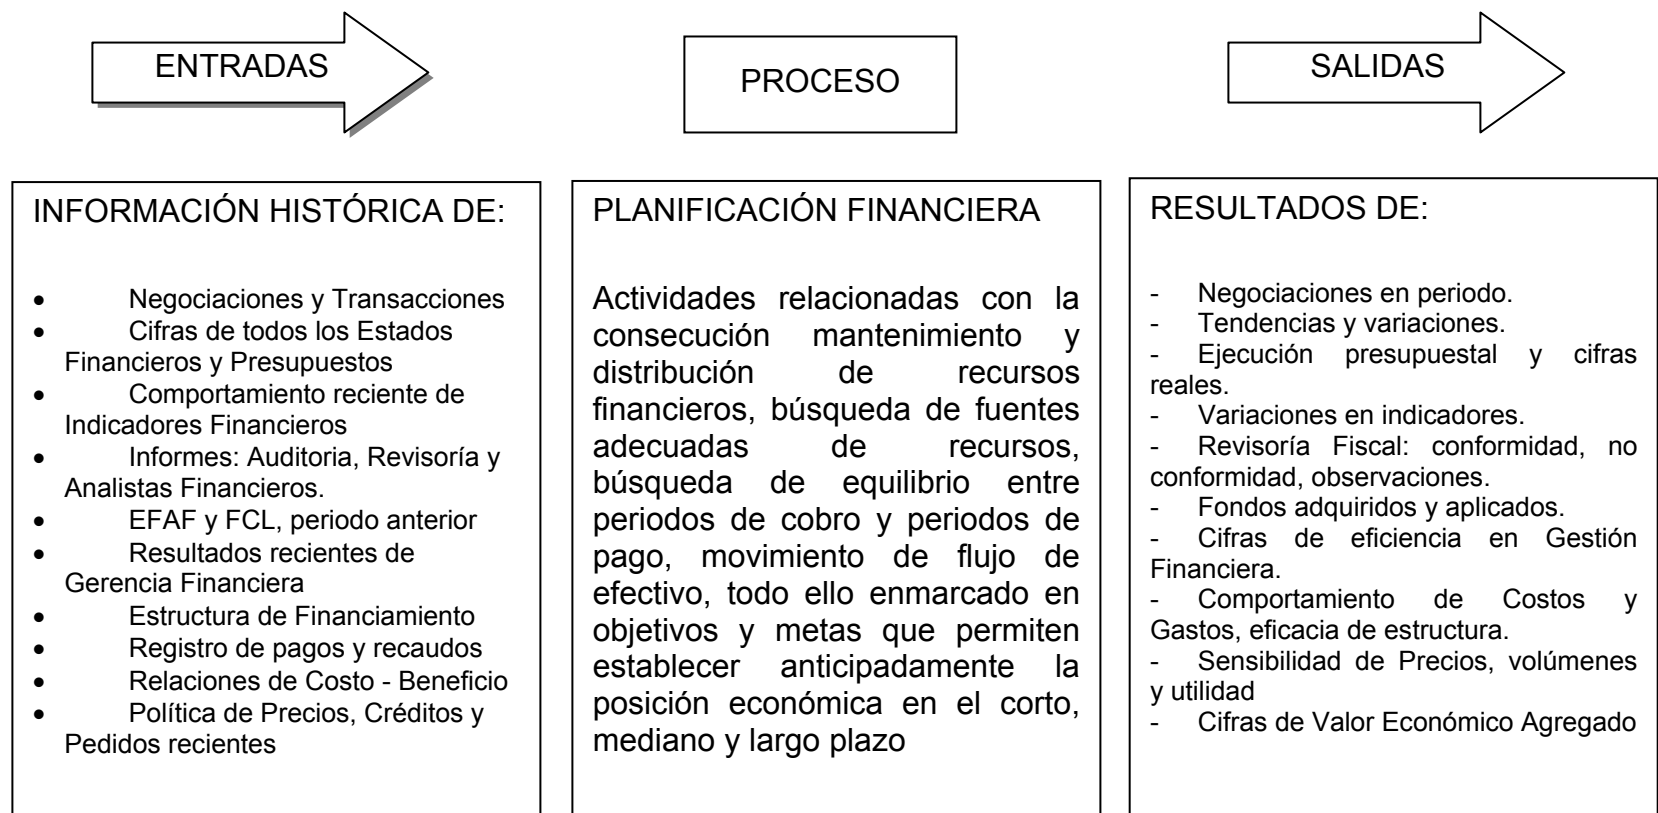 ENTRADAS
PROCESO
SALIDAS
INFORMACIÓN HISTÓRICA DE:
• Negociaciones y Transacciones
• Cifras de todos los Estados
Financieros y Presupuestos
• Comportamiento reciente de
Indicadores Financieros
• Informes: Auditoria, Revisoría y
Analistas Financieros.
• EFAF y FCL, periodo anterior
• Resultados recientes de
Gerencia Financiera
• Estructura de Financiamiento
• Registro de pagos y recaudos
• Relaciones de Costo - Beneficio
• Política de Precios, Créditos y
Pedidos recientes
PLANIFICACIÓN FINANCIERA
Actividades relacionadas con la
consecución mantenimiento y
distribución de recursos
financieros, búsqueda de fuentes
adecuadas de recursos,
búsqueda de equilibrio entre
periodos de cobro y periodos de
pago, movimiento de flujo de
efectivo, todo ello enmarcado en
objetivos y metas que permiten
establecer anticipadamente la
posición económica en el corto,
mediano y largo plazo
RESULTADOS DE:
- Negociaciones en periodo.
- Tendencias y variaciones.
- Ejecución presupuestal y cifras
reales.
- Variaciones en indicadores.
- Revisoría Fiscal: conformidad, no
conformidad, observaciones.
- Fondos adquiridos y aplicados.
- Cifras de eficiencia en Gestión
Financiera.
- Comportamiento de Costos y
Gastos, eficacia de estructura.
- Sensibilidad de Precios, volúmenes
y utilidad
- Cifras de Valor Económico Agregado